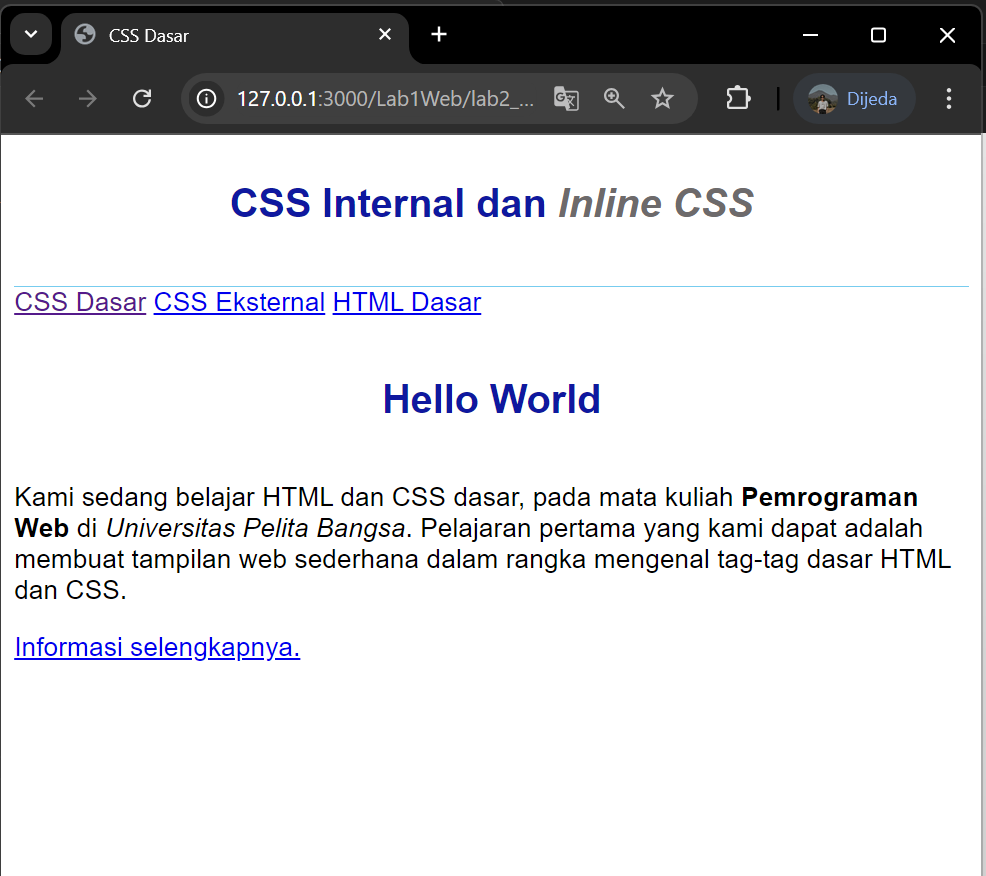 CSS Dasar
127.0.0.1:3000/Lab1Web/lab2_...
Dijeda
CSS Internal dan Inline CSS
CSS Dasar CSS Eksternal HTML Dasar
Hello World
Kami sedang belajar HTML dan CSS dasar, pada mata kuliah Pemrograman
Web di Universitas Pelita Bangsa. Pelajaran pertama yang kami dapat adalah
membuat tampilan web sederhana dalam rangka mengenal tag-tag dasar HTML
dan CSS.
Informasi selengkapnya.